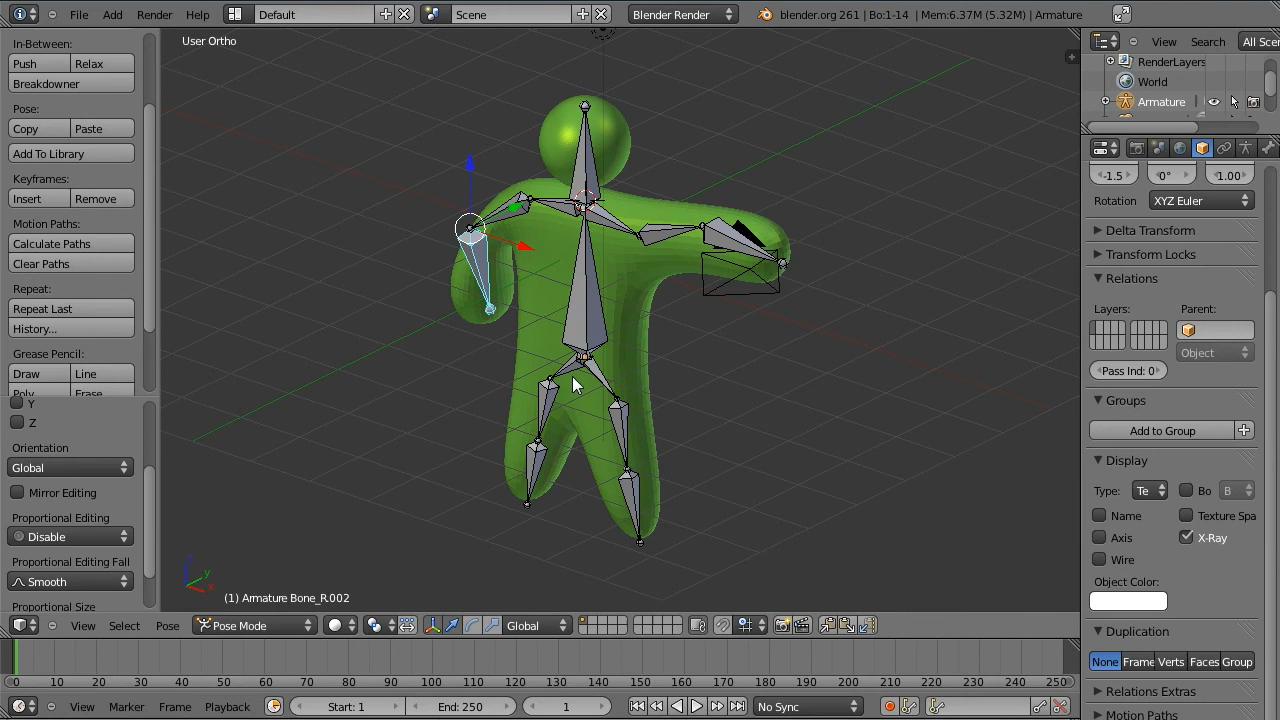 File Add Render Help Default Scene Blender Render blender.org 261 | Bo:1-14 | Mem:6.37M (5.32M) | Armature
User Ortho
In-Between:
Push Relax
Breakdowner
Pose:
Copy Paste
Add To Library
Keyframes:
Insert Remove
Motion Paths:
Calculate Paths
Clear Paths
Repeat:
Repeat Last
History...
Grease Pencil:
Draw Line
Poly Erase
Y
Z
Orientation
Global
Mirror Editing
Proportional Editing
Disable
Proportional Editing Fall
Smooth
Proportional Size
z
y
x
(1) Armature Bone_R.002
View Select Pose Pose Mode Global
0 10 20 30 40 50 60 70 80 90 100 110 120 130 140 150 160 170 180 190 200 210 220 230 240 250
View Marker Frame Playback Start: 1 End: 250 1 No Sync
View Search All Sce
RenderLayers
World
Armature
-1.5 0° 1.00
Rotation XYZ Euler
Delta Transform
Transform Locks
Relations
Layers: Parent:
Object
Pass Ind: 0
Groups
Add to Group
Display
Type: Te Bo B
Name Texture Spa
Axis X-Ray
Wire
Object Color:
Duplication
None Frame Verts Faces Group
Relations Extras
Motion Paths